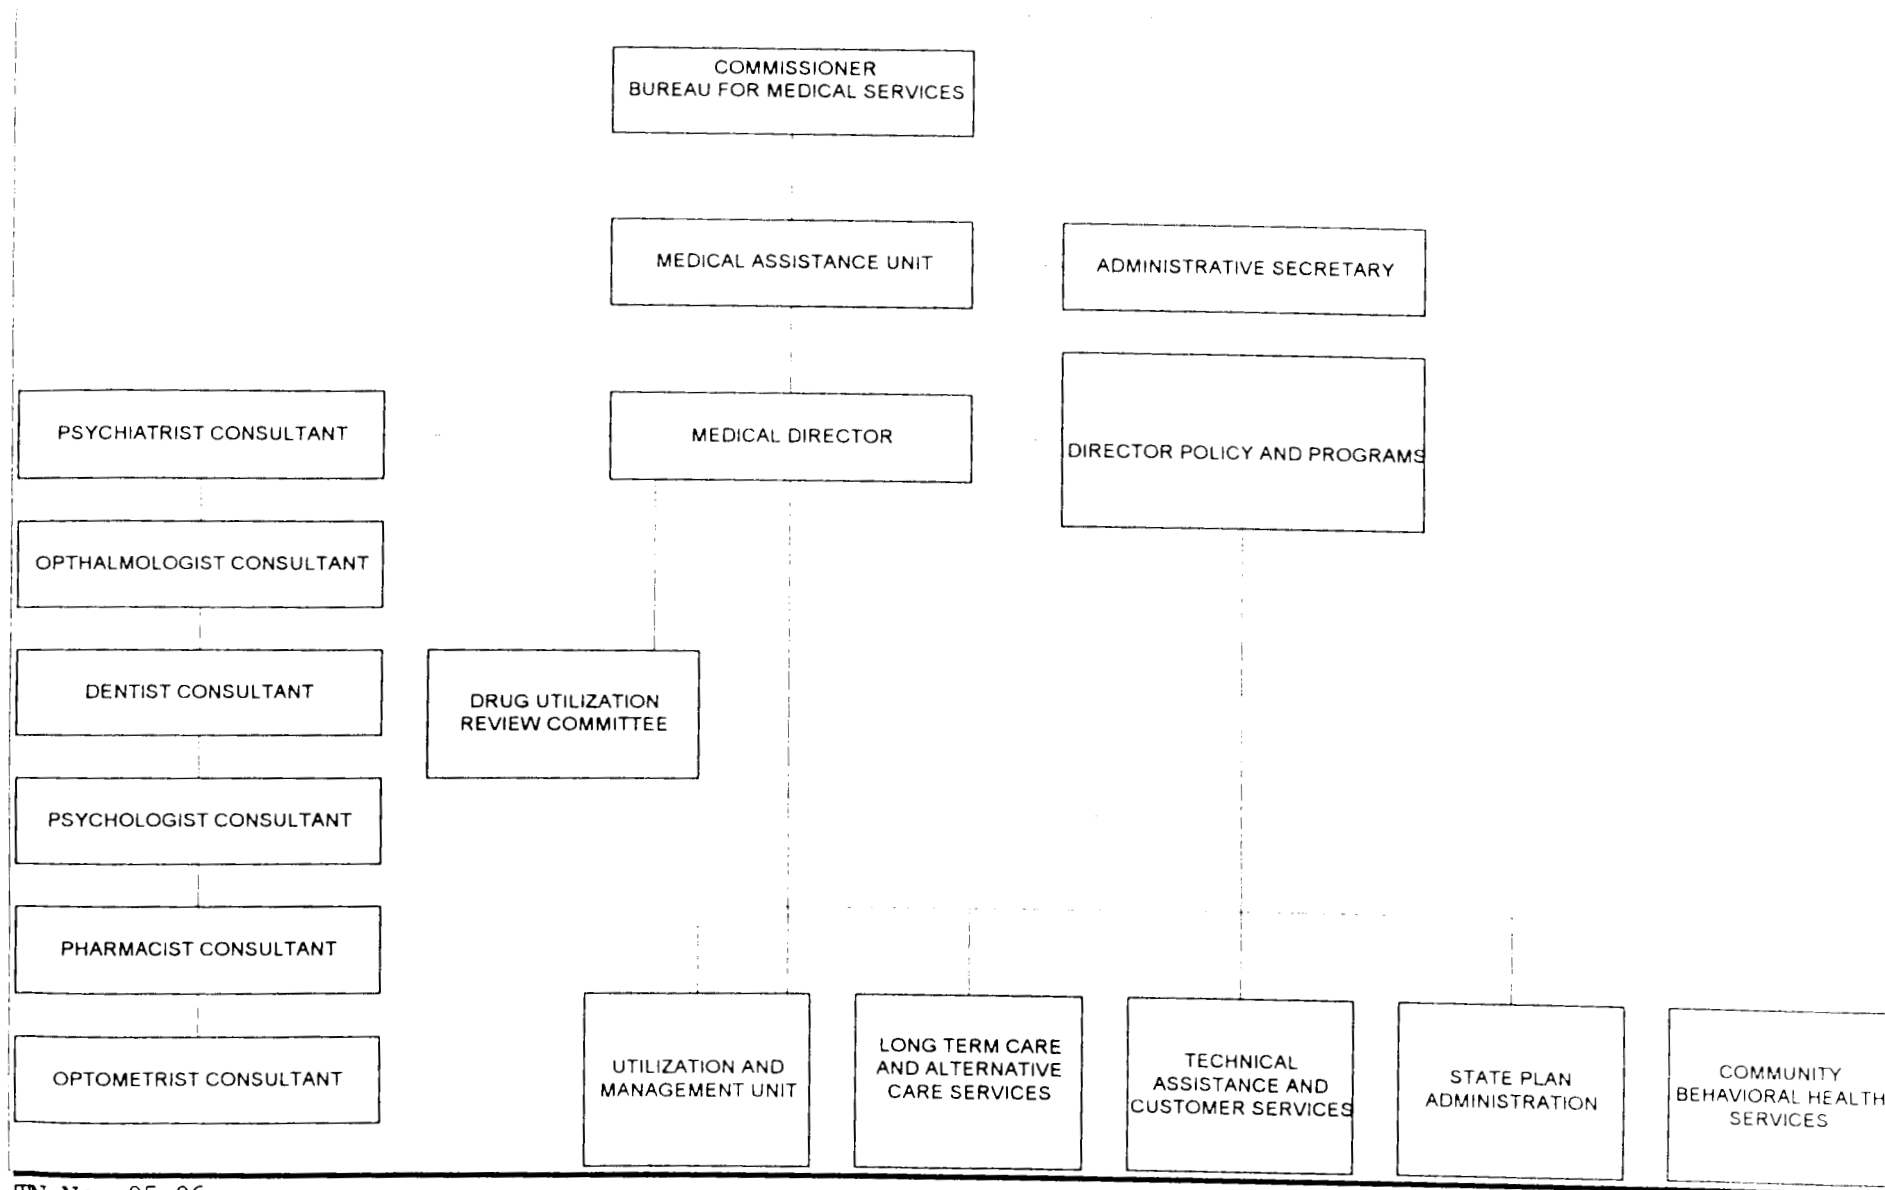 COMMISSIONER
BUREAU FOR MEDICAL SERVICES
MEDICAL ASSISTANCE UNIT
ADMINISTRATIVE SECRETARY
PSYCHIATRIST CONSULTANT
MEDICAL DIRECTOR
DIRECTOR POLICY AND PROGRAMS
OPTHALMOLOGIST CONSULTANT
DENTIST CONSULTANT
DRUG UTILIZATION
REVIEW COMMITTEE
PSYCHOLOGIST CONSULTANT
PHARMACIST CONSULTANT
OPTOMETRIST CONSULTANT
UTILIZATION AND
MANAGEMENT UNIT
LONG TERM CARE
AND ALTERNATIVE
CARE SERVICES
TECHNICAL
ASSISTANCE AND
CUSTOMER SERVICES
STATE PLAN
ADMINISTRATION
COMMUNITY
BEHAVIORAL HEALTH
SERVICES